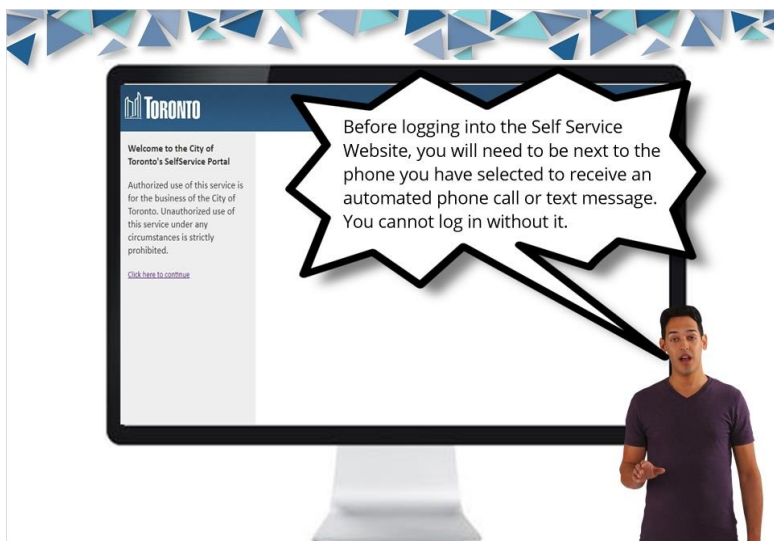 TORONTO
Welcome to the City of
Toronto's SelfService Portal
Authorized use of this service is
for the business of the City of
Toronto. Unauthorized use of
this service under any
circumstances is strictly
prohibited.
Click here to continue
Before logging into the Self Service
Website, you will need to be next to the
phone you have selected to receive an
automated phone call or text message.
You cannot log in without it.